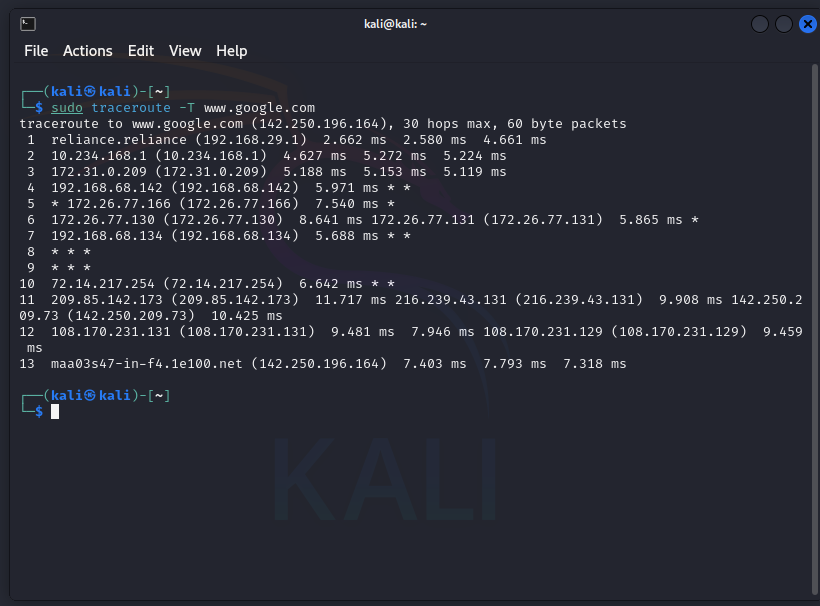 kali@kali: ~
File Actions Edit View Help
┌──(kali㉿kali)-[~]
└─$ sudo traceroute -T www.google.com
traceroute to www.google.com (142.250.196.164), 30 hops max, 60 byte packets
 1  reliance.reliance (192.168.29.1)  2.662 ms  2.580 ms  4.661 ms
 2  10.234.168.1 (10.234.168.1)  4.627 ms  5.272 ms  5.224 ms
 3  172.31.0.209 (172.31.0.209)  5.188 ms  5.153 ms  5.119 ms
 4  192.168.68.142 (192.168.68.142)  5.971 ms * *
 5  * 172.26.77.166 (172.26.77.166)  7.540 ms *
 6  172.26.77.130 (172.26.77.130)  8.641 ms 172.26.77.131 (172.26.77.131)  5.865 ms *
 7  192.168.68.134 (192.168.68.134)  5.688 ms * *
 8  * * *
 9  * * *
10  72.14.217.254 (72.14.217.254)  6.642 ms * *
11  209.85.142.173 (209.85.142.173)  11.717 ms 216.239.43.131 (216.239.43.131)  9.908 ms 142.250.2
09.73 (142.250.209.73)  10.425 ms
12  108.170.231.131 (108.170.231.131)  9.481 ms  7.946 ms 108.170.231.129 (108.170.231.129)  9.459
 ms
13  maa03s47-in-f4.1e100.net (142.250.196.164)  7.403 ms  7.793 ms  7.318 ms
┌──(kali㉿kali)-[~]
└─$
KALI